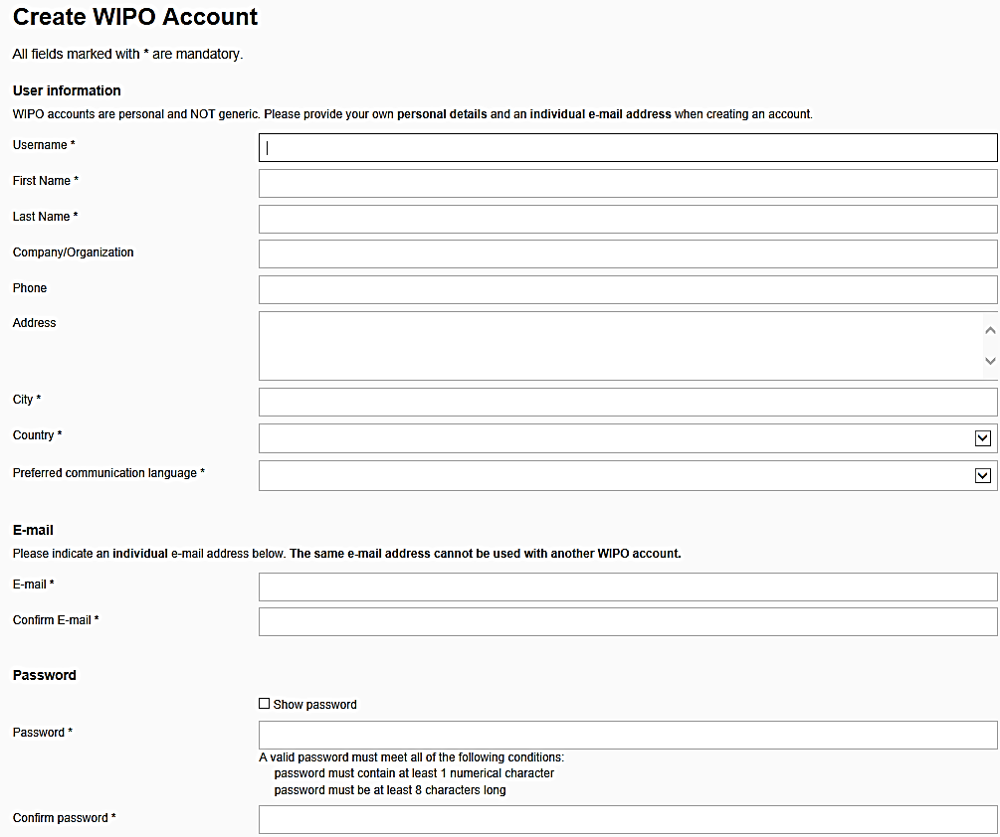 Create WIPO Account
All fields marked with * are mandatory.
User information
WIPO accounts are personal and NOT generic. Please provide your own personal details and an individual e-mail address when creating an account.
Username *
First Name *
Last Name *
Company/Organization
Phone
Address
City *
Country *
Preferred communication language *
E-mail
Please indicate an individual e-mail address below. The same e-mail address cannot be used with another WIPO account.
E-mail *
Confirm E-mail *
Password
Show password
Password *
A valid password must meet all of the following conditions:
password must contain at least 1 numerical character
password must be at least 8 characters long
Confirm password *